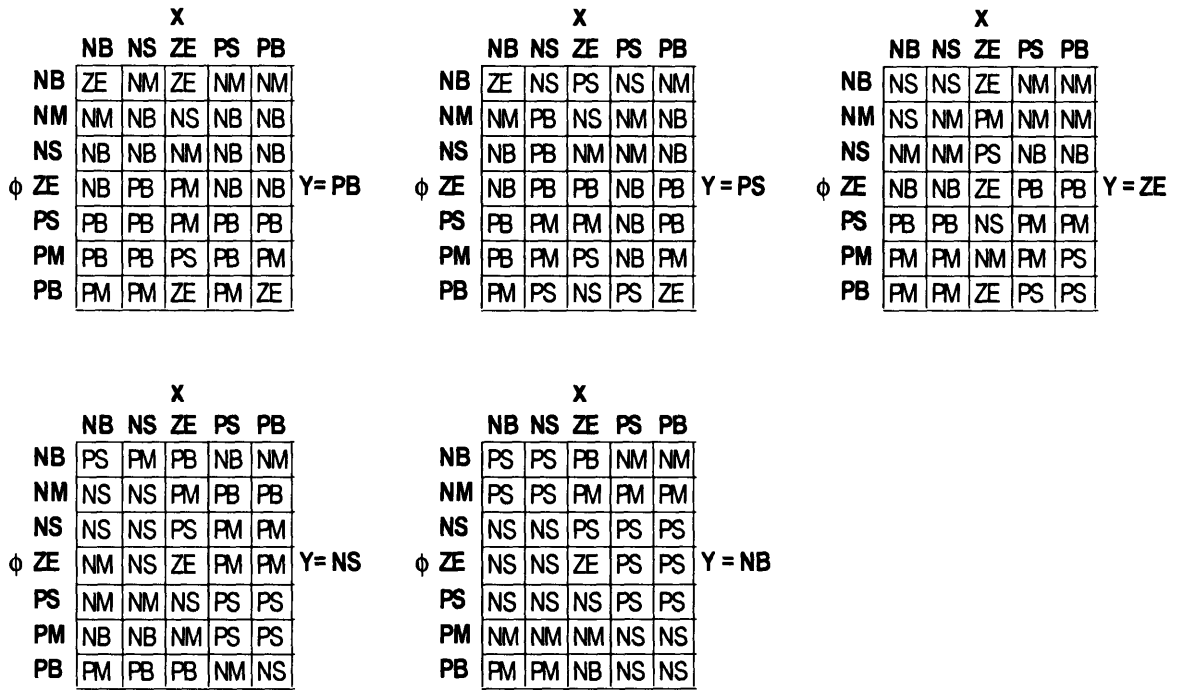 X
NB NS ZE PS PB
NB ZE NM ZE NM NM
NM NM NB NS NB NB
NS NB NB NM NB NB
φ ZE NB PB PM NB NB Y= PB
PS PB PB PM PB PB
PM PB PB PS PB PM
PB PM PM ZE PM ZE
X
NB NS ZE PS PB
NB ZE NS PS NS NM
NM NM PB NS NM NB
NS NB PB NM NM NB
φ ZE NB PB PB NB PB Y = PS
PS PB PM PM NB PB
PM PB PM PS NB PM
PB PM PS NS PS ZE
X
NB NS ZE PS PB
NB NS NS ZE NM NM
NM NS NM PM NM NM
NS NM NM PS NB NB
φ ZE NB NB ZE PB PB Y = ZE
PS PB PB NS PM PM
PM PM PM NM PM PS
PB PM PM ZE PS PS
X
NB NS ZE PS PB
NB PS PM PB NB NM
NM NS NS PM PB PB
NS NS NS PS PM PM
φ ZE NM NS ZE PM PM Y= NS
PS NM NM NS PS PS
PM NB NB NM PS PS
PB PM PB PB NM NS
X
NB NS ZE PS PB
NB PS PS PB NM NM
NM PS PS PM PM PM
NS NS NS PS PS PS
φ ZE NS NS ZE PS PS Y = NB
PS NS NS NS PS PS
PM NM NM NM NS NS
PB PM PM NB NS NS